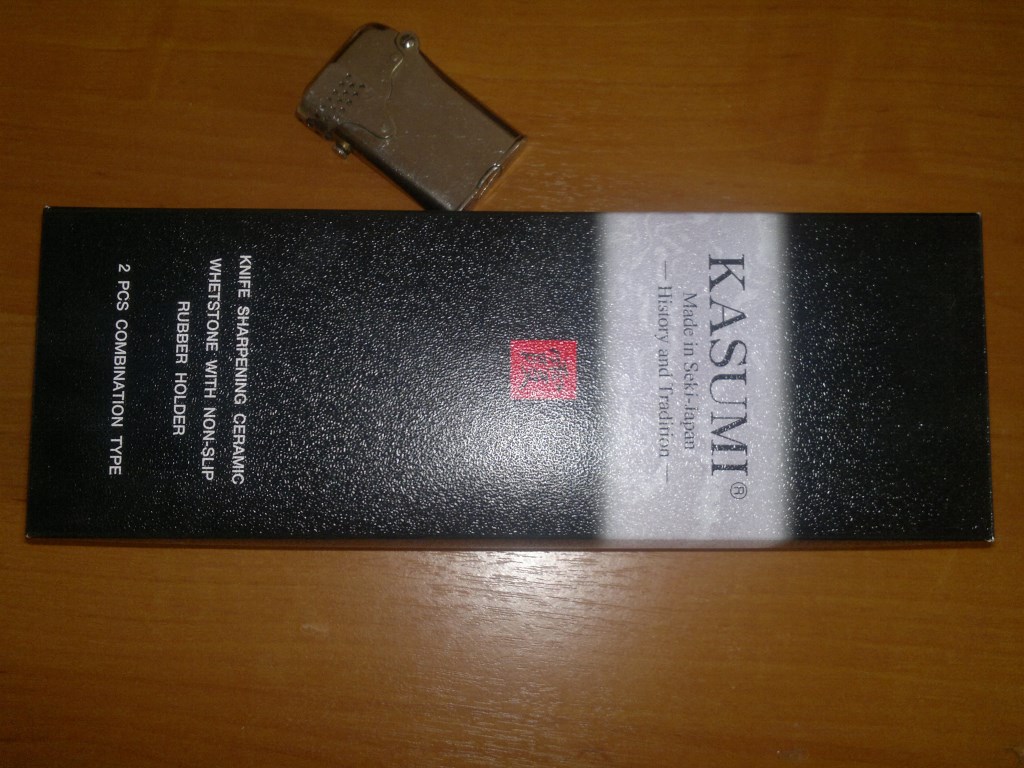 KASUMI®
Made in Seki-Japan
— History and Tradition —
KNIFE SHARPENING CERAMIC
WHETSTONE WITH NON-SLIP
RUBBER HOLDER
2 PCS COMBINATION TYPE